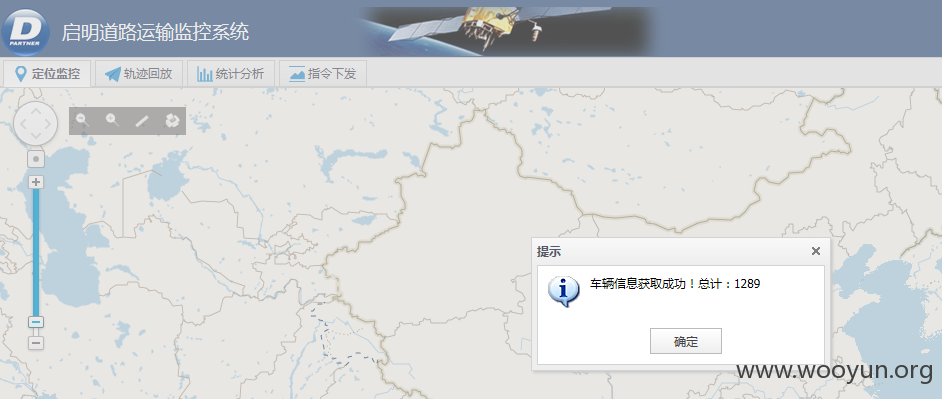 D
PARTNER
启明道路运输监控系统
定位监控
轨迹回放
统计分析
指令下发
提示
车辆信息获取成功！总计：1289
确定
www.wooyun.org